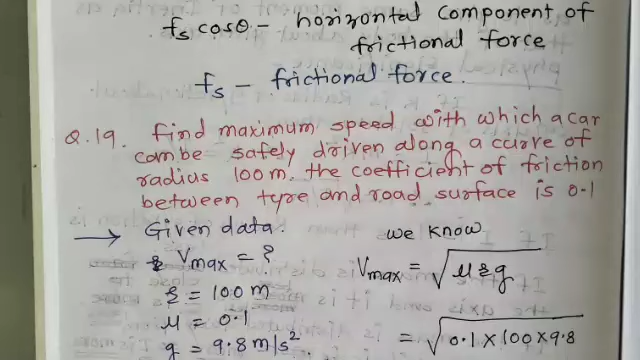 fs cosθ – horizontal component of
frictional force
fs – frictional force.
Q.19. find maximum speed with which a car
can be safely driven along a curve of
radius 100m. the coefficient of friction
between tyre and road surface is 0.1
→ Given data.
we know
Vmax = ?
Vmax = √μrg
r = 100m
μ = 0.1
= √0.1×100×9.8
g = 9.8 m/s²